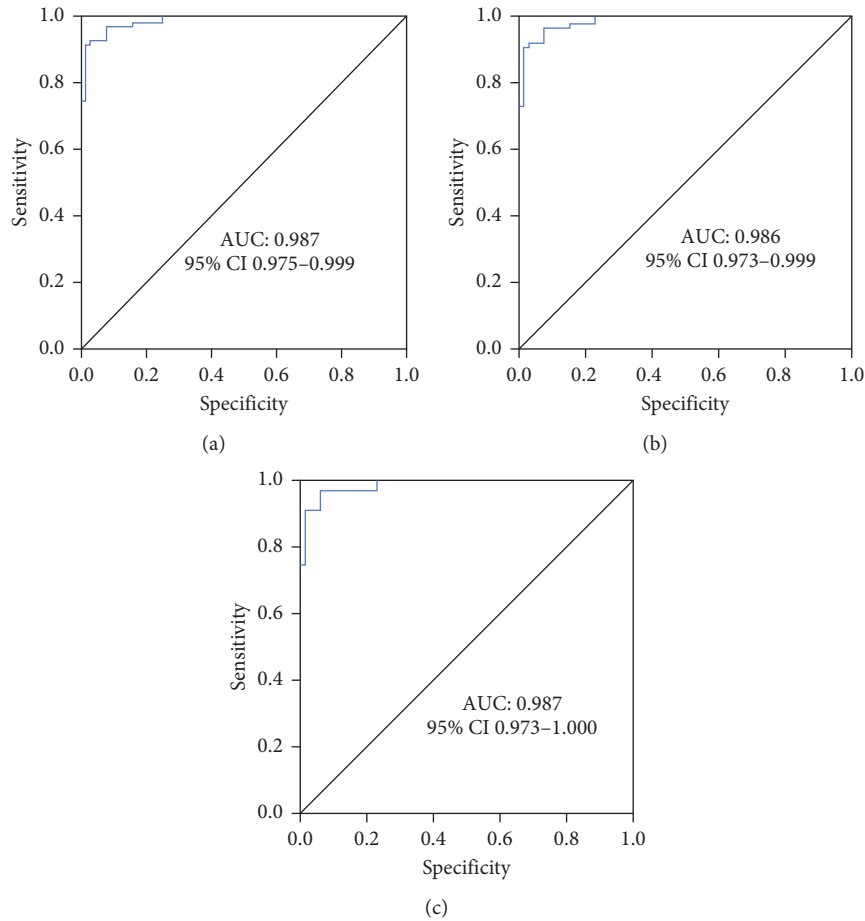 1.0
0.8
0.6
0.4
0.2
0.0
Sensitivity
AUC: 0.987
95% CI 0.975–0.999
0.0 0.2 0.4 0.6 0.8 1.0
Specificity
(a)
1.0
0.8
0.6
0.4
0.2
0.0
Sensitivity
AUC: 0.986
95% CI 0.973–0.999
0.0 0.2 0.4 0.6 0.8 1.0
Specificity
(b)
1.0
0.8
0.6
0.4
0.2
0.0
Sensitivity
AUC: 0.987
95% CI 0.973–1.000
0.0 0.2 0.4 0.6 0.8 1.0
Specificity
(c)